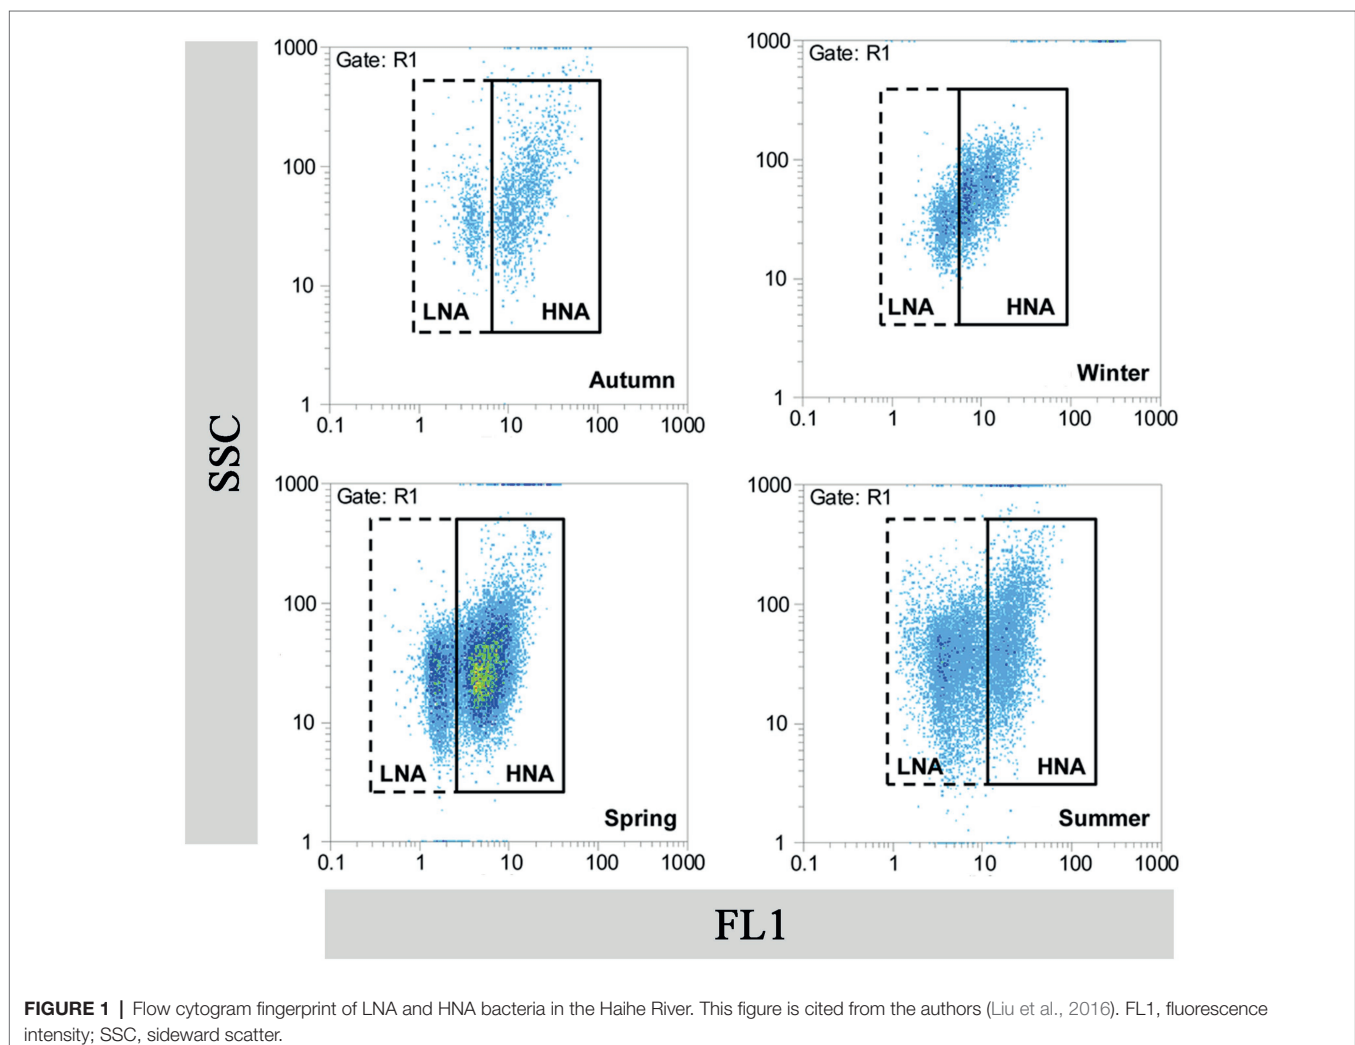 SSC
1000
Gate: R1
100
10
LNA HNA
Autumn
1
0.1 1 10 100 1000
1000
Gate: R1
100
10
LNA HNA
Winter
1
0.1 1 10 100 1000
1000
Gate: R1
100
10
LNA HNA
Spring
1
0.1 1 10 100 1000
1000
Gate: R1
100
10
LNA HNA
Summer
1
0.1 1 10 100 1000
FL1
FIGURE 1 | Flow cytogram fingerprint of LNA and HNA bacteria in the Haihe River. This figure is cited from the authors (Liu et al., 2016). FL1, fluorescence
intensity; SSC, sideward scatter.